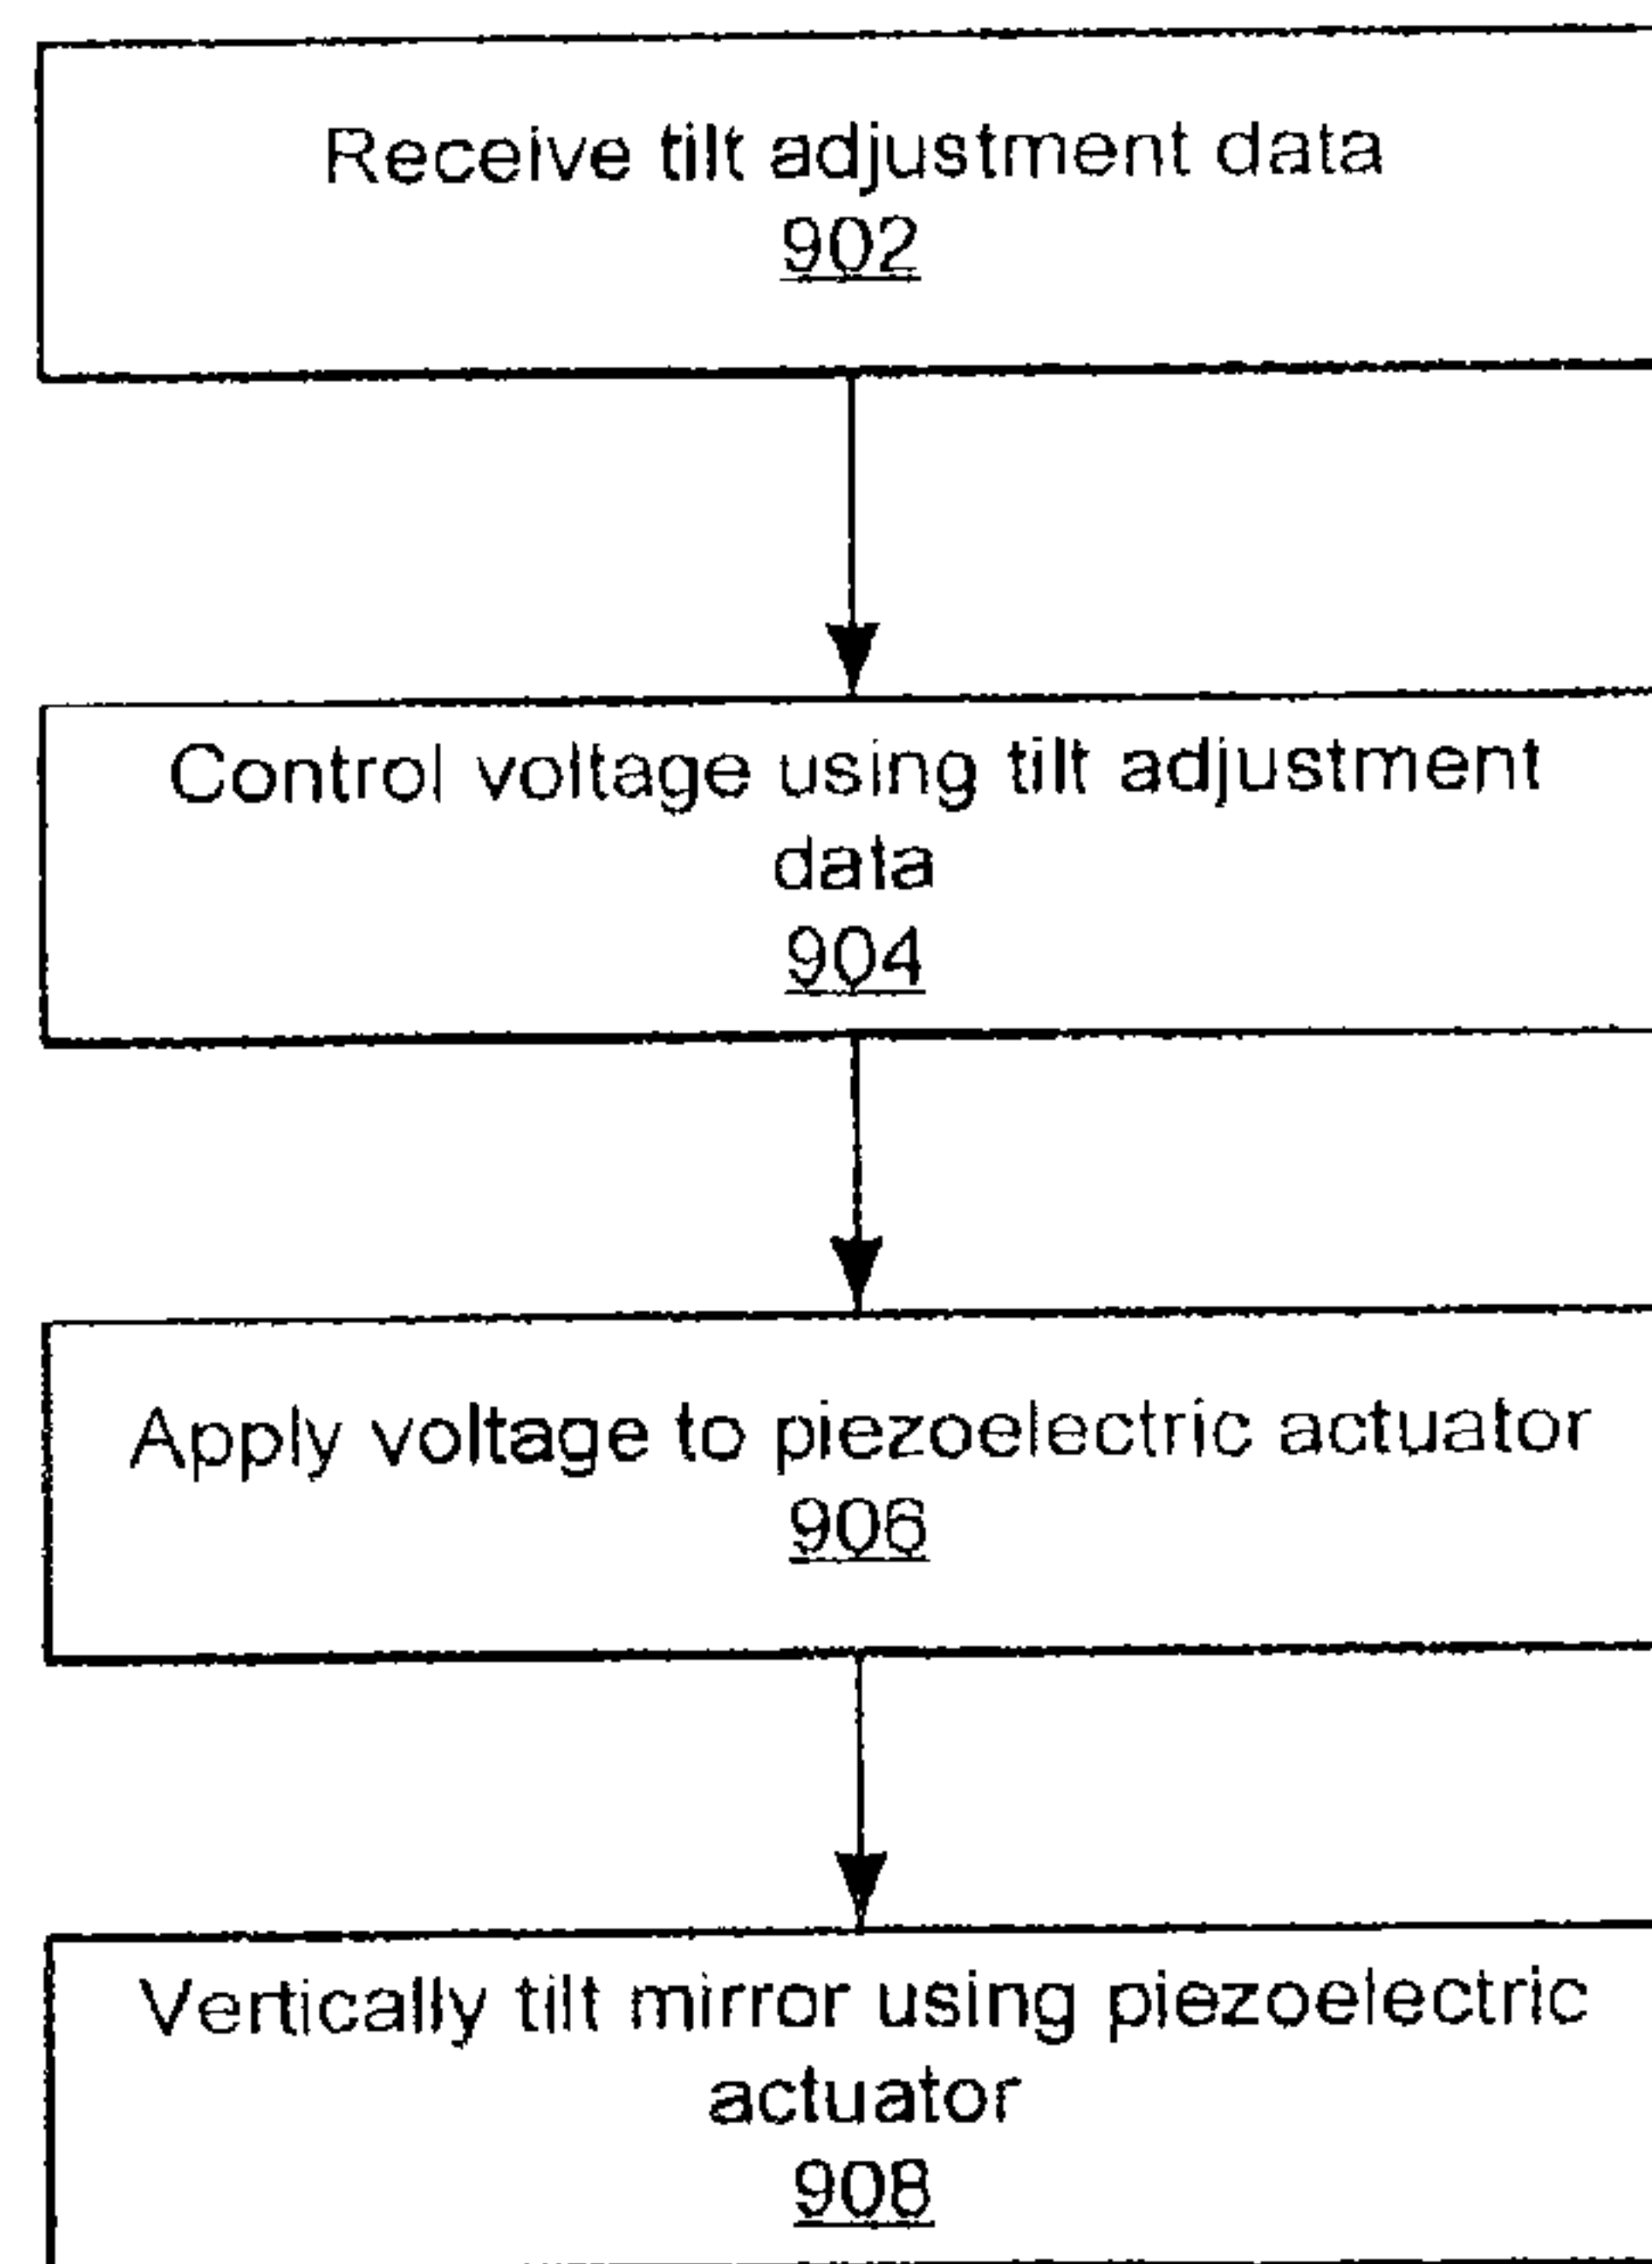 Receive tilt adjustment data
902
Control voltage using tilt adjustment
data
904
Apply voltage to piezoelectric actuator
906
Vertically tilt mirror using piezoelectric
actuator
908